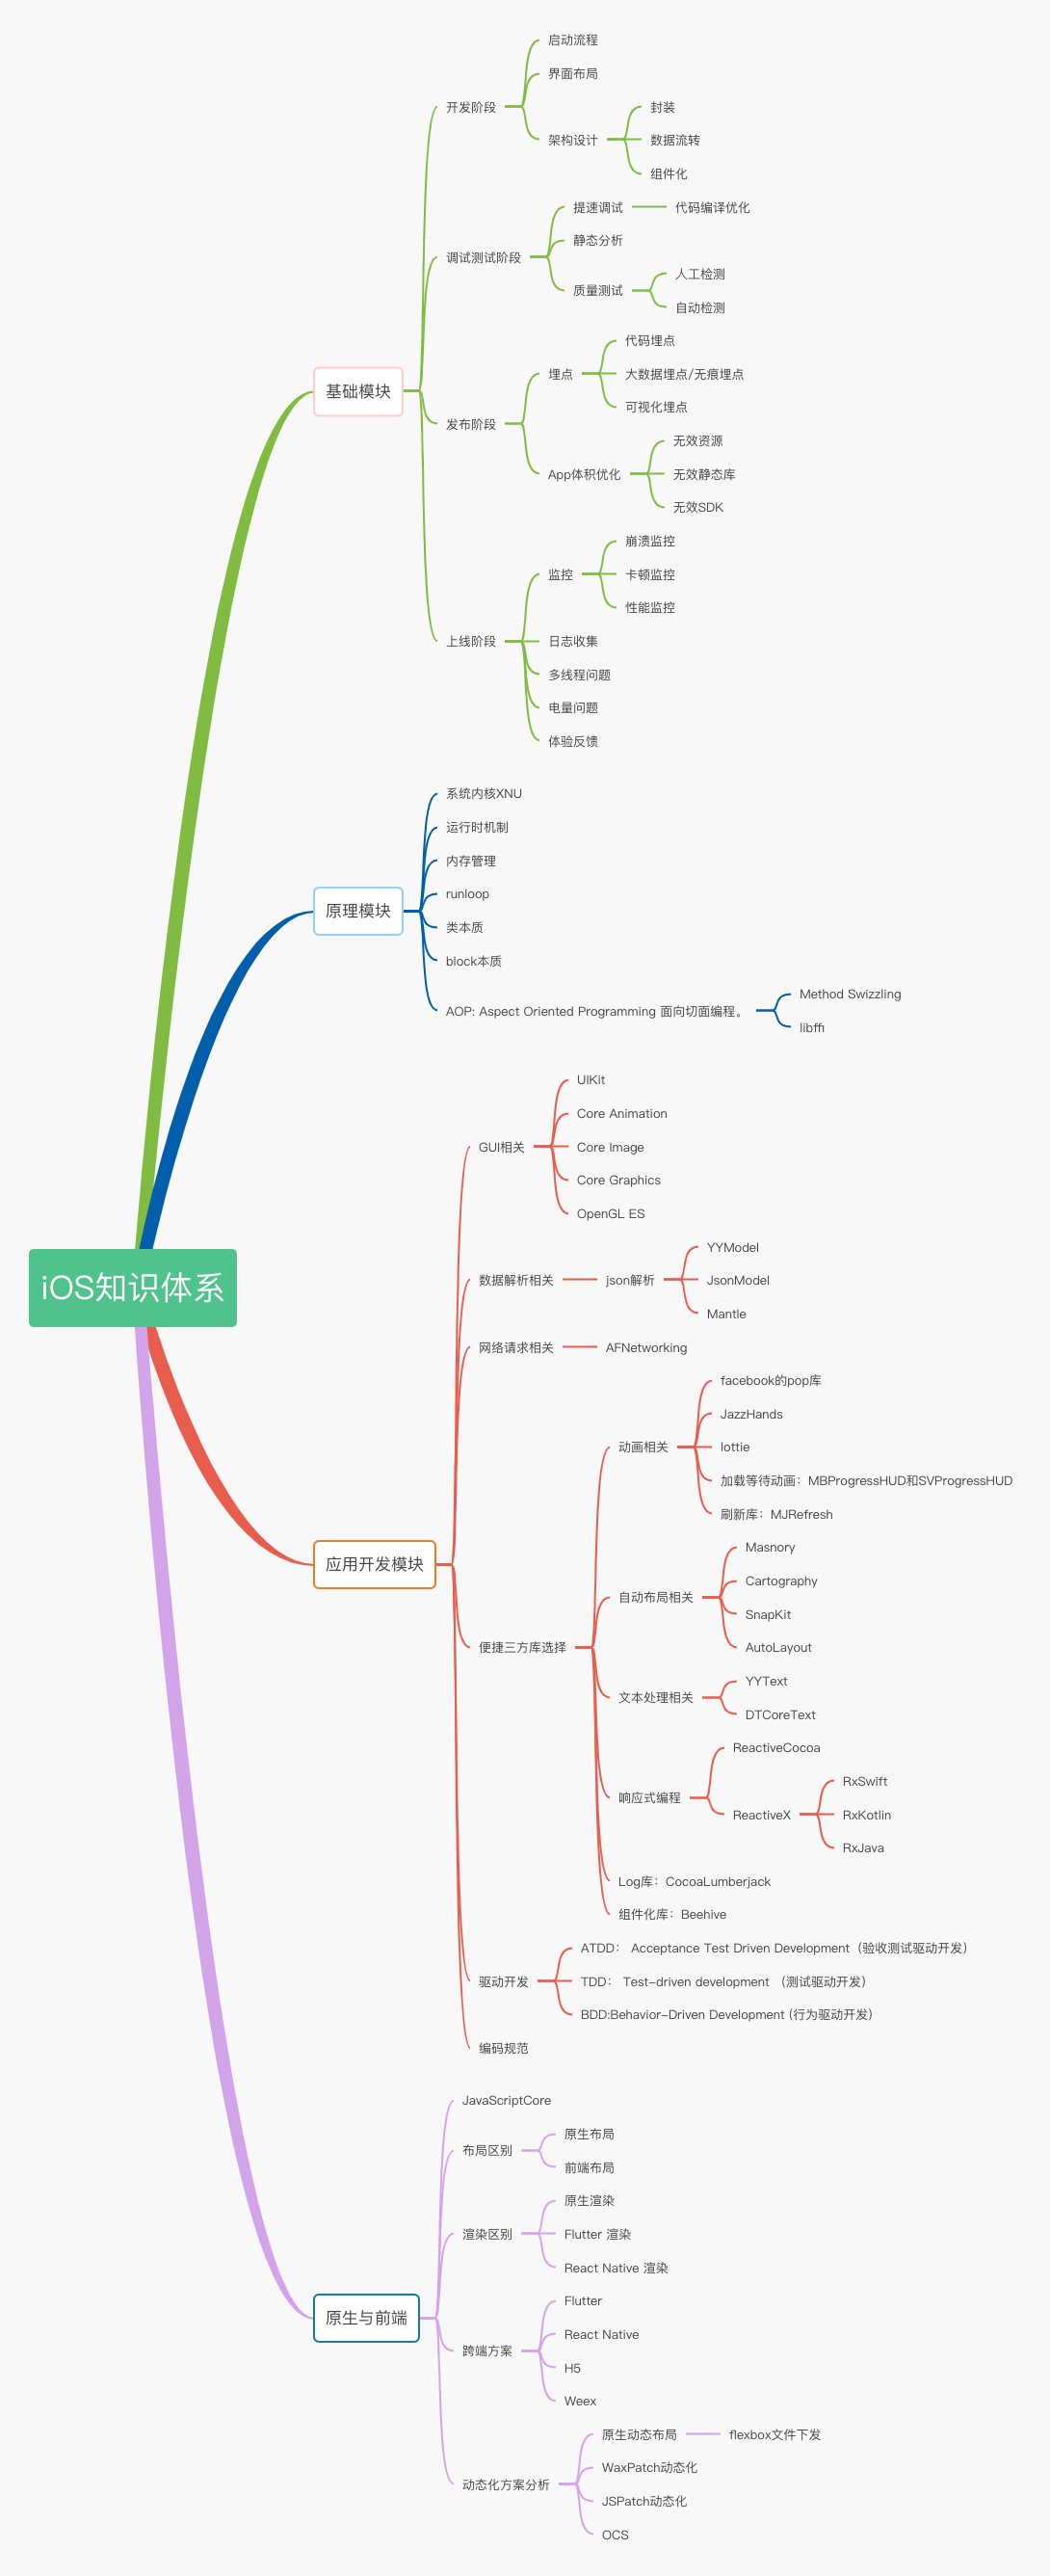 iOS知识体系
基础模块
开发阶段
启动流程
界面布局
架构设计
封装
数据流转
组件化
调试测试阶段
提速调试
代码编译优化
静态分析
质量测试
人工检测
自动检测
发布阶段
埋点
代码埋点
大数据埋点/无痕埋点
可视化埋点
App体积优化
无效资源
无效静态库
无效SDK
上线阶段
监控
崩溃监控
卡顿监控
性能监控
日志收集
多线程问题
电量问题
体验反馈
原理模块
系统内核XNU
运行时机制
内存管理
runloop
类本质
block本质
AOP: Aspect Oriented Programming 面向切面编程。
Method Swizzling
libffi
应用开发模块
GUI相关
UIKit
Core Animation
Core Image
Core Graphics
OpenGL ES
数据解析相关
json解析
YYModel
JsonModel
Mantle
网络请求相关
AFNetworking
便捷三方库选择
动画相关
facebook的pop库
JazzHands
lottie
加载等待动画：MBProgressHUD和SVProgressHUD
刷新库：MJRefresh
自动布局相关
Masnory
Cartography
SnapKit
AutoLayout
文本处理相关
YYText
DTCoreText
响应式编程
ReactiveCocoa
ReactiveX
RxSwift
RxKotlin
RxJava
Log库：CocoaLumberjack
组件化库：Beehive
驱动开发
ATDD： Acceptance Test Driven Development（验收测试驱动开发）
TDD： Test-driven development （测试驱动开发）
BDD:Behavior-Driven Development (行为驱动开发)
编码规范
原生与前端
JavaScriptCore
布局区别
原生布局
前端布局
渲染区别
原生渲染
Flutter 渲染
React Native 渲染
跨端方案
Flutter
React Native
H5
Weex
动态化方案分析
原生动态布局
flexbox文件下发
WaxPatch动态化
JSPatch动态化
OCS